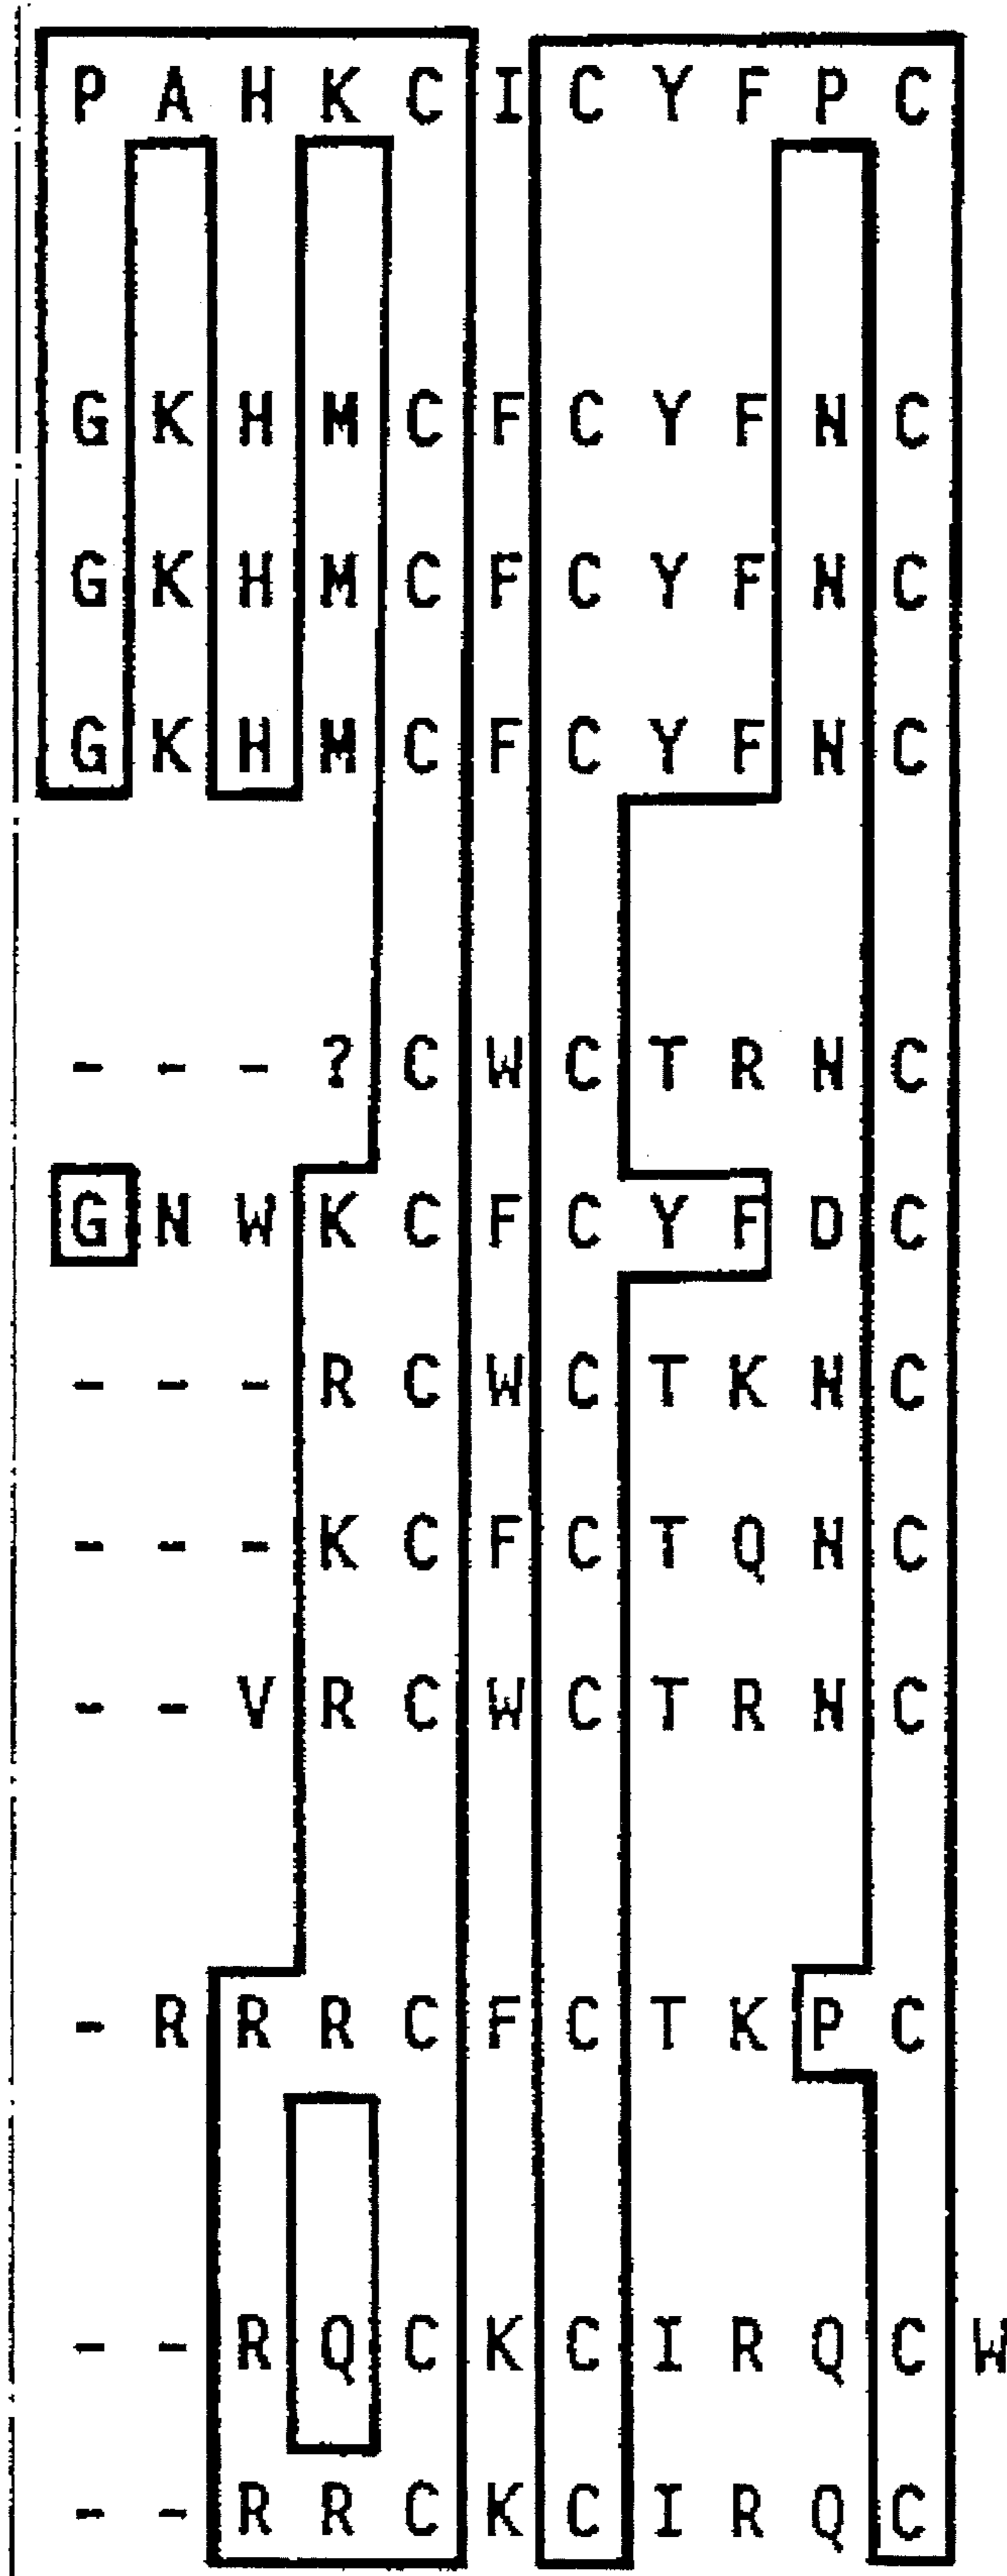 P A H K C I C Y F P C
G K H M C F C Y F N C
G K H M C F C Y F N C
G K H M C F C Y F N C
- - - ? C W C T R N C
G N W K C F C Y F D C
- - - R C W C T K N C
- - - K C F C T Q N C
- - V R C W C T R N C
- R R R C F C T K P C
- - R Q C K C I R Q C W
- - R R C K C I R Q C